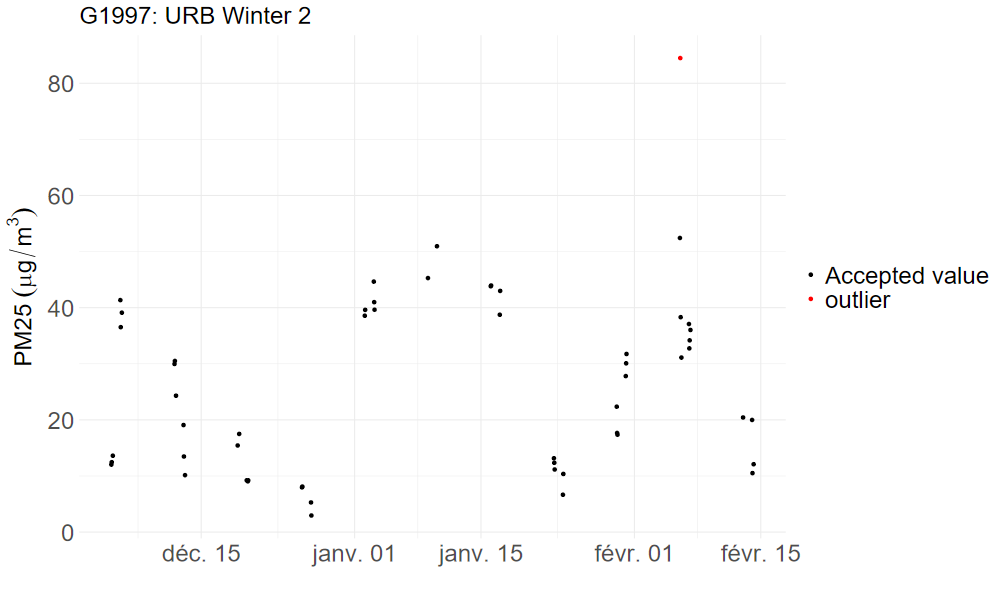 G1997: URB Winter 2
PM25 (μg/m³)
80
60
40
20
0
déc. 15
janv. 01
janv. 15
févr. 01
févr. 15
Accepted value
outlier